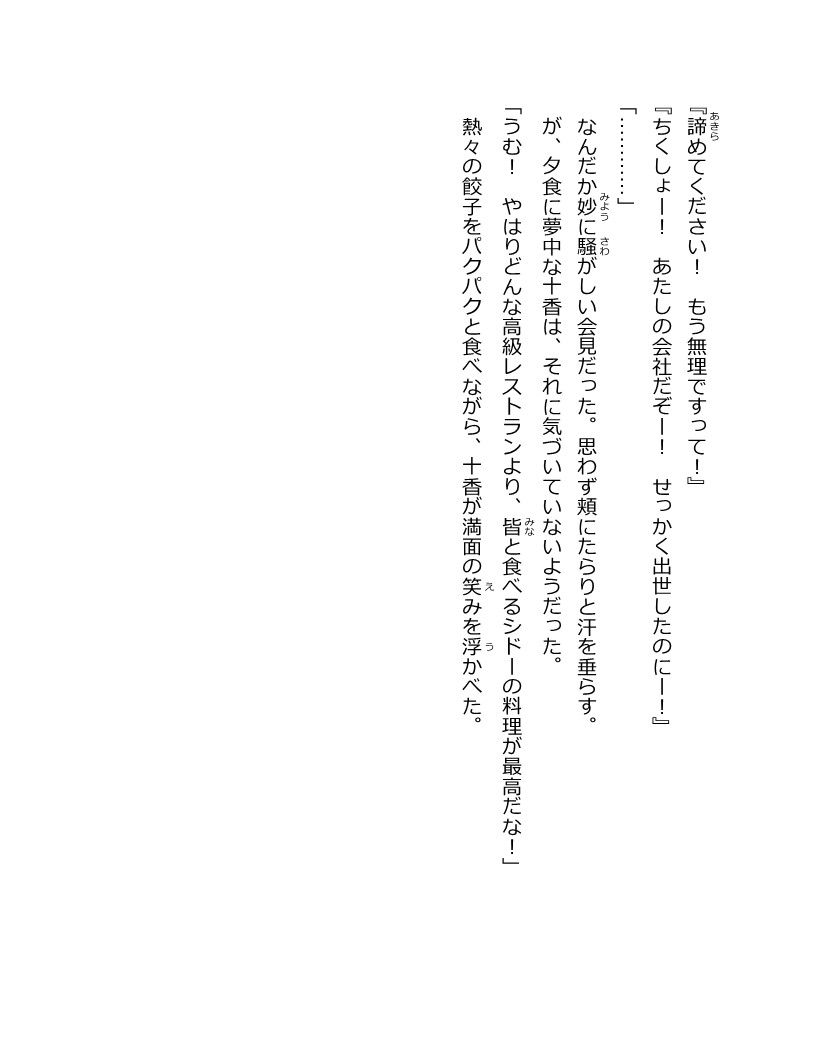 『諦めてください！　もう無理ですって！』
『ちくしょー！　あたしの会社だぞー！　せっかく出世したのにー！』
「…………」
　なんだか妙に騒がしい会見だった。思わず頬にたらりと汗を垂らす。
　が、夕食に夢中な十香は、それに気づいていないようだった。
「うむ！　やはりどんな高級レストランより、皆と食べるシドーの料理が最高だな！」
　熱々の餃子をパクパクと食べながら、十香が満面の笑みを浮かべた。